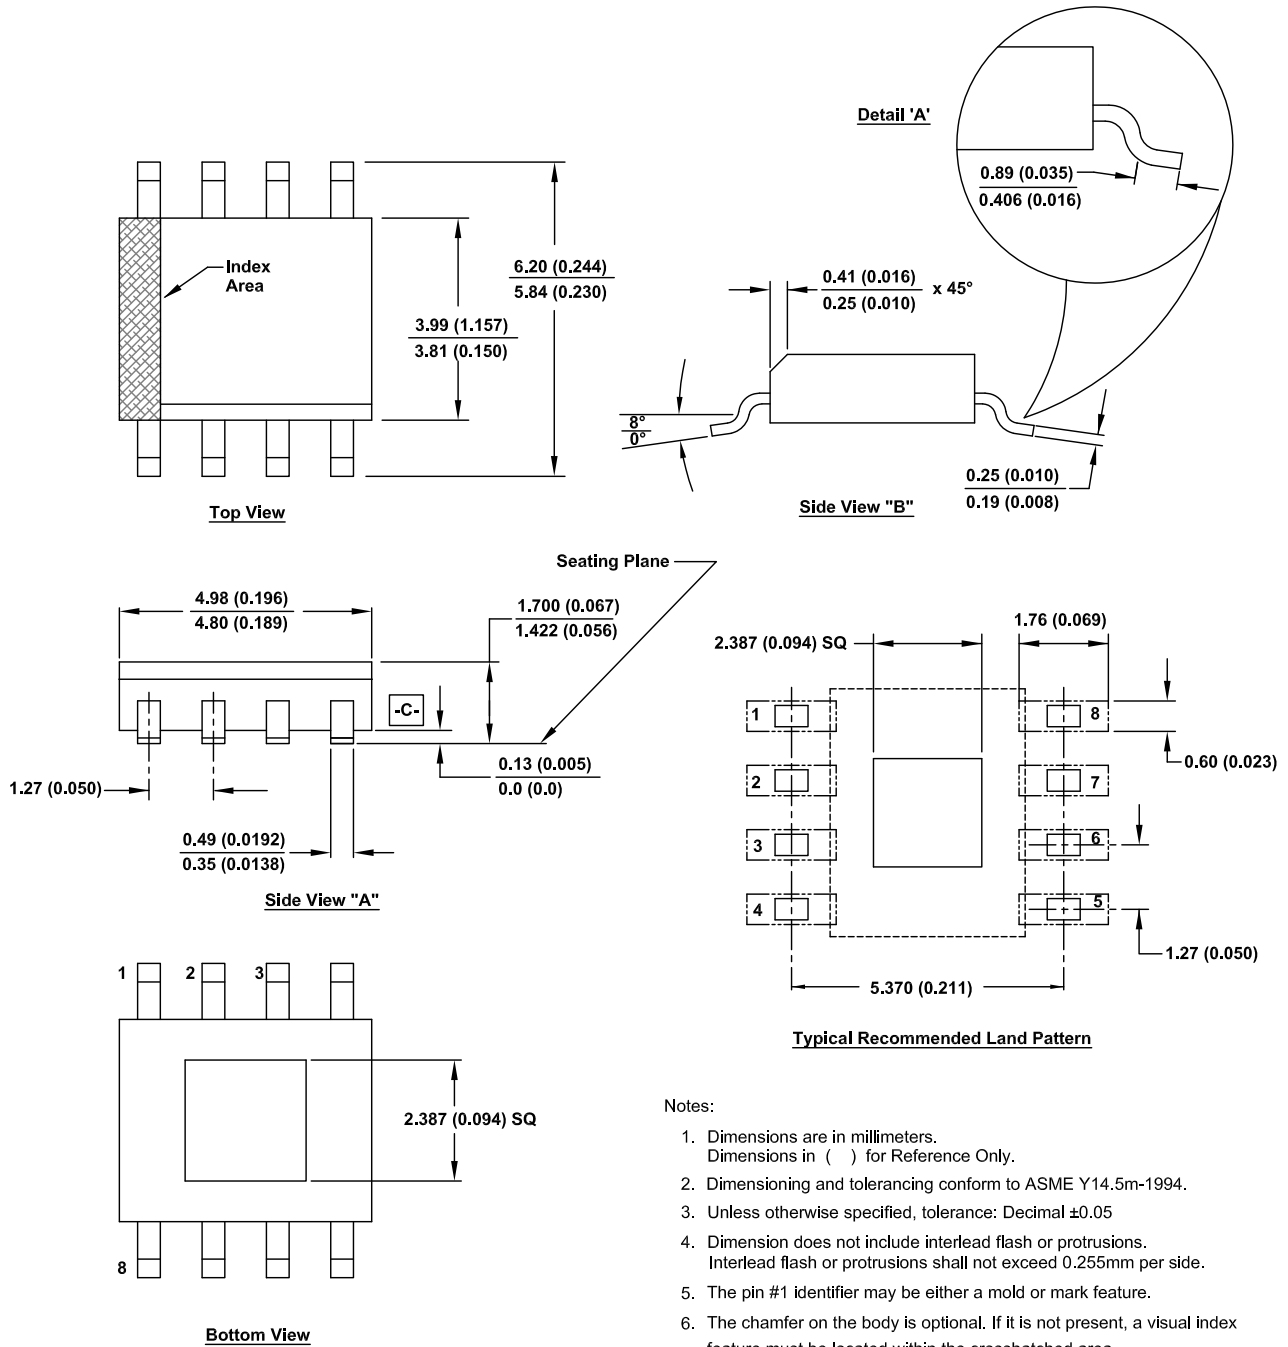 Detail 'A'
0.89 (0.035)
0.406 (0.016)
Index
Area
6.20 (0.244)
5.84 (0.230)
3.99 (1.157)
3.81 (0.150)
Top View
0.41 (0.016)
0.25 (0.010)
x 45°
8°
0°
0.25 (0.010)
0.19 (0.008)
Side View "B"
Seating Plane
4.98 (0.196)
4.80 (0.189)
1.700 (0.067)
1.422 (0.056)
-C-
0.13 (0.005)
0.0 (0.0)
1.27 (0.050)
0.49 (0.0192)
0.35 (0.0138)
Side View "A"
2.387 (0.094) SQ
1.76 (0.069)
1
8
0.60 (0.023)
2
7
3
6
4
5
1.27 (0.050)
5.370 (0.211)
Typical Recommended Land Pattern
1
2
3
2.387 (0.094) SQ
8
Bottom View
Notes:
1. Dimensions are in millimeters.
Dimensions in ( ) for Reference Only.
2. Dimensioning and tolerancing conform to ASME Y14.5m-1994.
3. Unless otherwise specified, tolerance: Decimal ±0.05
4. Dimension does not include interlead flash or protrusions.
Interlead flash or protrusions shall not exceed 0.255mm per side.
5. The pin #1 identifier may be either a mold or mark feature.
6. The chamfer on the body is optional. If it is not present, a visual index
feature must be located within the crosshatched area.